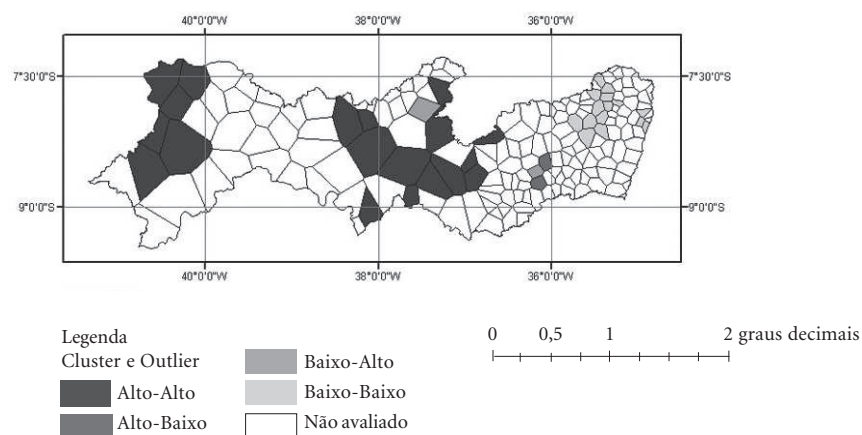 40°0'0"W 38°0'0"W 36°0'0"W
7°30'0"S 7°30'0"S
9°0'0"S 9°0'0"S
40°0'0"W 38°0'0"W 36°0'0"W
Legenda
Cluster e Outlier
Alto-Alto
Alto-Baixo
Baixo-Alto
Baixo-Baixo
Não avaliado
0 0,5 1 2 graus decimais